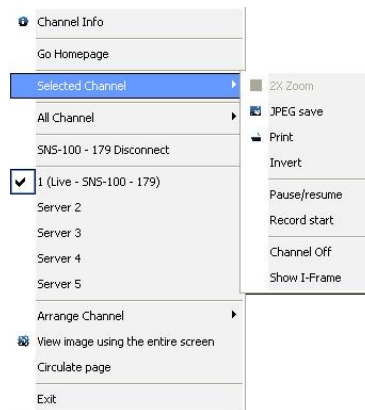 Channel Info
Go Homepage
Selected Channel
All Channel
SNS-100 - 179 Disconnect
1 (Live - SNS-100 - 179)
Server 2
Server 3
Server 4
Server 5
Arrange Channel
View image using the entire screen
Circulate page
Exit
2X Zoom
JPEG save
Print
Invert
Pause/resume
Record start
Channel Off
Show I-Frame